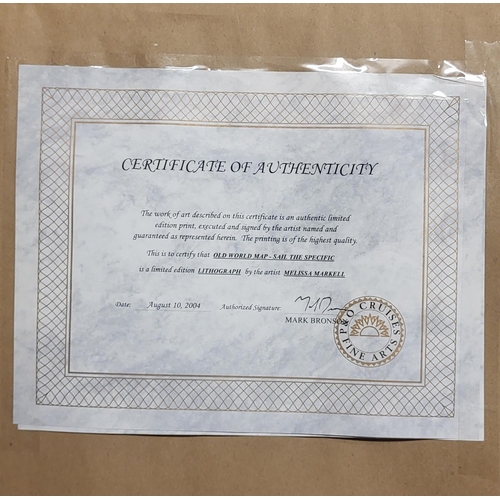 CERTIFICATE OF AUTHENTICITY
The work of art described on this certificate is an authentic limited
edition print, executed and signed by the artist named and
guaranteed as represented herein. The printing is of the highest quality.
This is to certify that OLD WORLD MAP - SAIL THE SPECIFIC
is a limited edition LITHOGRAPH by the artist MELISSA MARKELL
Date: August 10, 2004 Authorized Signature:
MARK BRONSON
P&O CRUISES
FINE ARTS